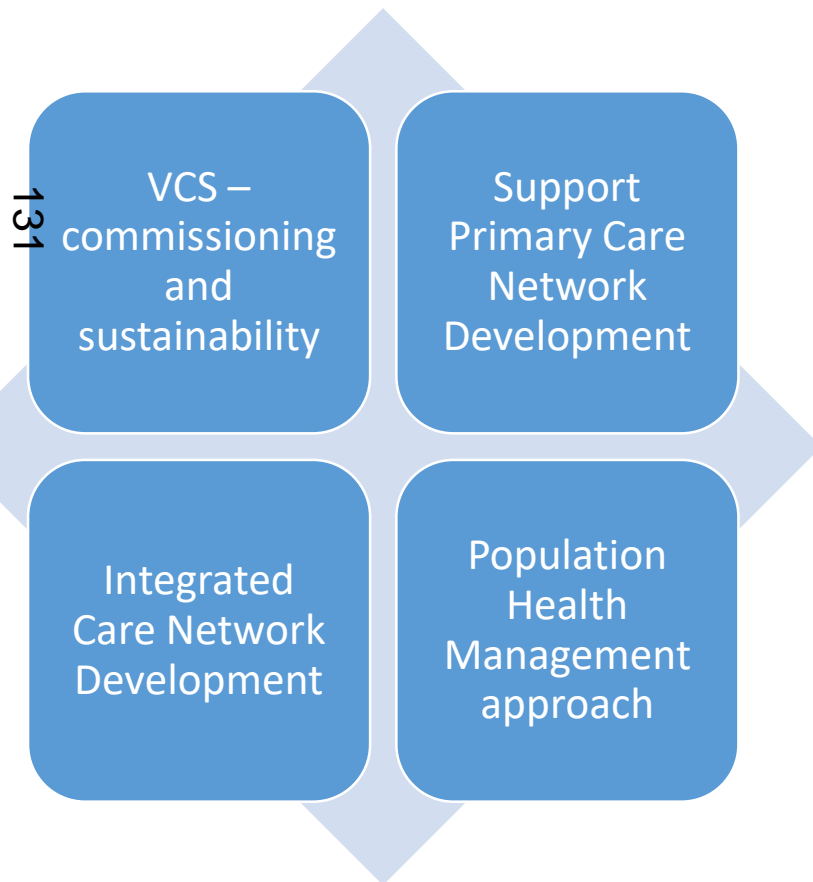 131
VCS –
commissioning
and
sustainability
Support
Primary Care
Network
Development
Integrated
Care Network
Development
Population
Health
Management
approach